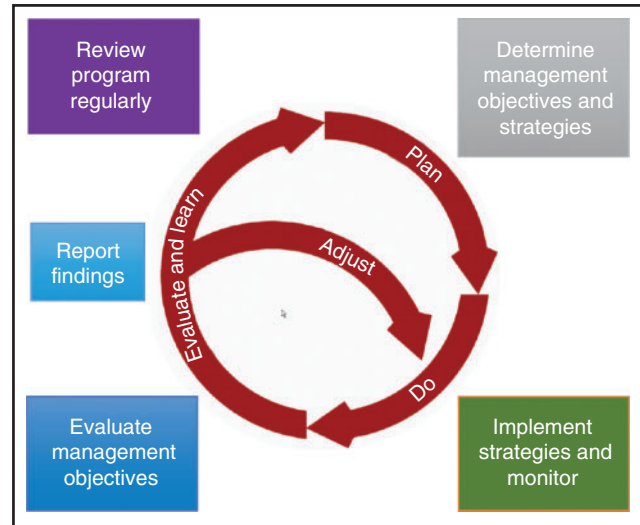 Review
program
regularly
Determine
management
objectives and
strategies
Plan
Evaluate and learn
Adjust
Report
findings
Do
Evaluate
management
objectives
Implement
strategies and
monitor